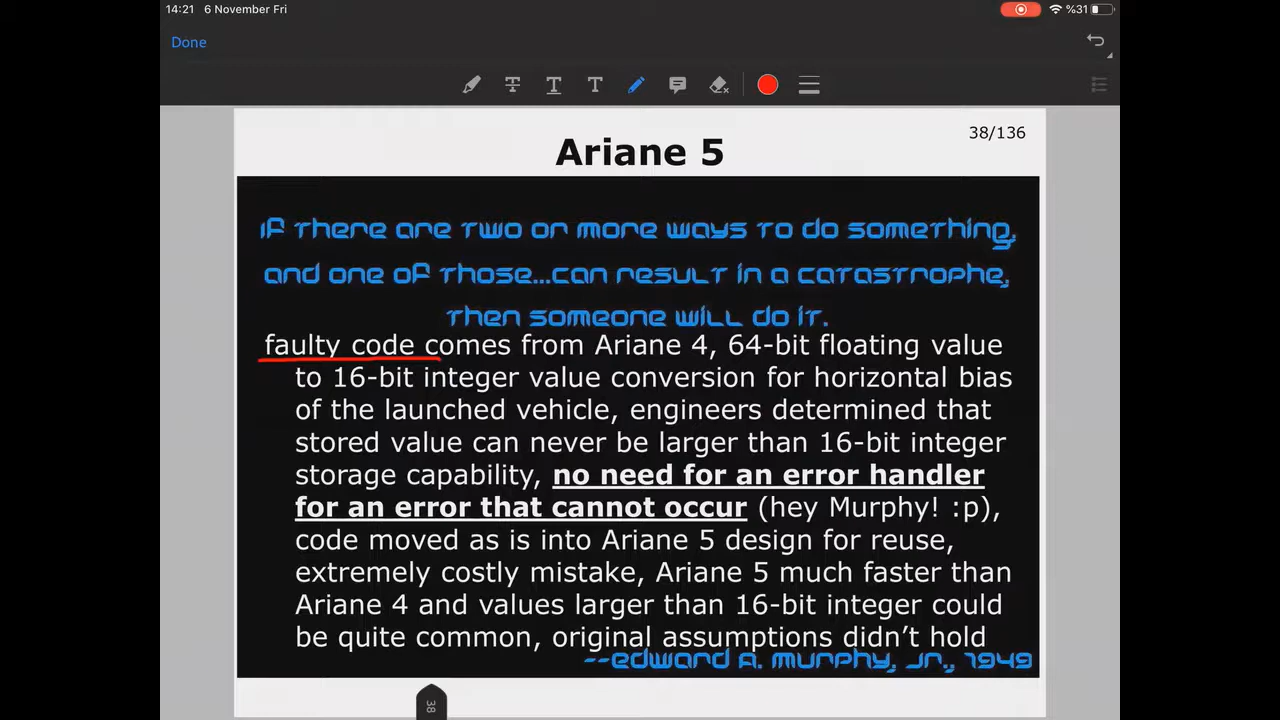 14:21 6 November Fri %31
Done
38/136
Ariane 5
if there are two or more ways to do something,
and one of those...can result in a catastrophe,
then someone will do it.
faulty code comes from Ariane 4, 64-bit floating value
to 16-bit integer value conversion for horizontal bias
of the launched vehicle, engineers determined that
stored value can never be larger than 16-bit integer
storage capability, no need for an error handler
for an error that cannot occur (hey Murphy! :p),
code moved as is into Ariane 5 design for reuse,
extremely costly mistake, Ariane 5 much faster than
Ariane 4 and values larger than 16-bit integer could
be quite common, original assumptions didn’t hold
--edward a. murphy, jr., 1949
38